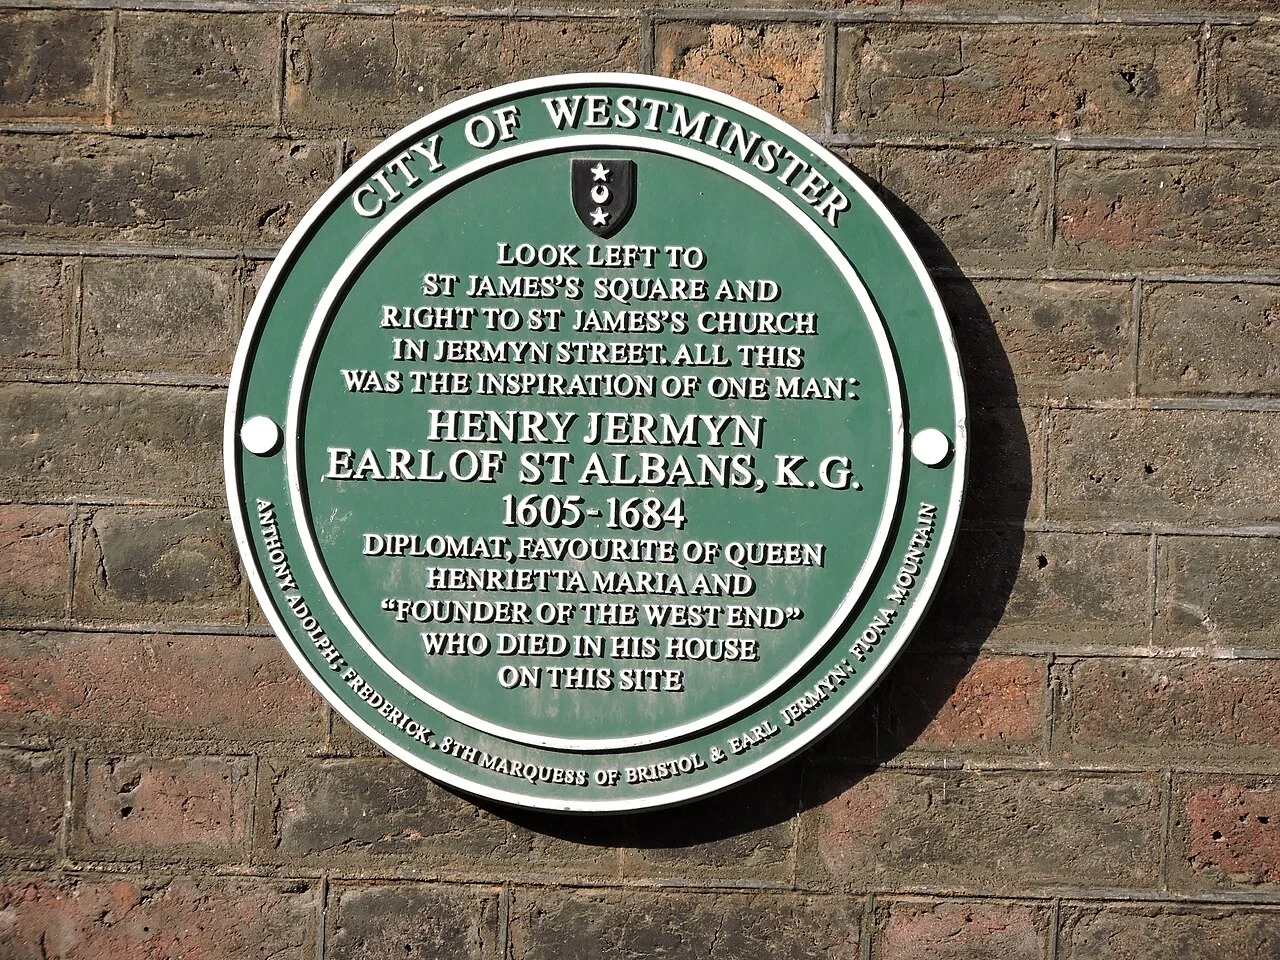 CITY OF WESTMINSTER
LOOK LEFT TO
ST JAMES'S SQUARE AND
RIGHT TO ST JAMES'S CHURCH
IN JERMYN STREET. ALL THIS
WAS THE INSPIRATION OF ONE MAN:
HENRY JERMYN
EARL OF ST ALBANS, K.G.
1605-1684
DIPLOMAT, FAVOURITE OF QUEEN
HENRIETTA MARIA AND
"FOUNDER OF THE WEST END"
WHO DIED IN HIS HOUSE
ON THIS SITE
ANTHONY ADOLPH; FREDERICK, 8TH MARQUESS OF BRISTOL & EARL JERMYN; FIONA MOUNTAIN